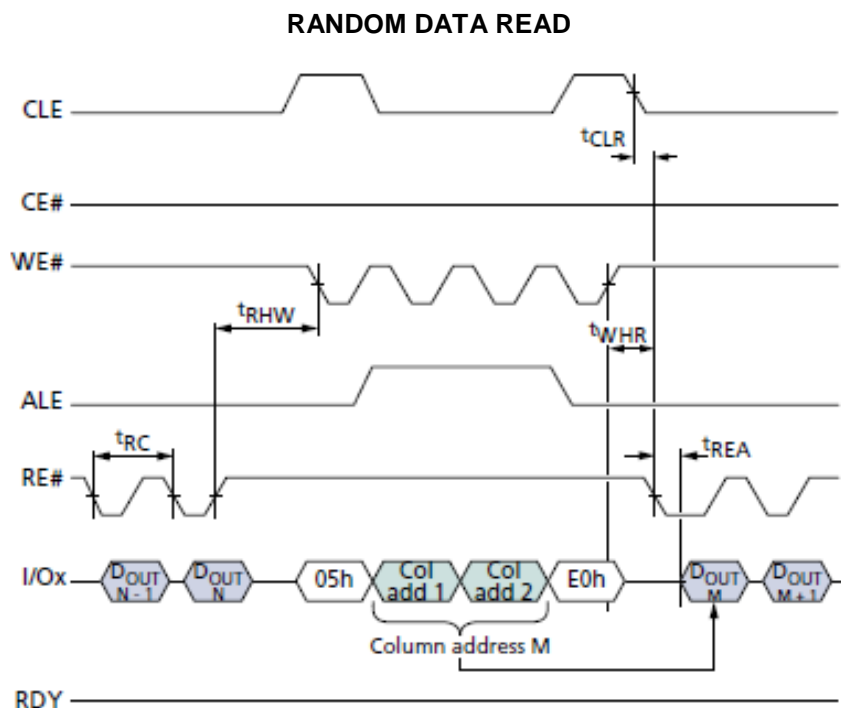 RANDOM DATA READ
CLE
tCLR
CE#
WE#
tRHW
tWHR
ALE
tRC
tREA
RE#
I/Ox
DOUT N - 1
DOUT N
05h
Col add 1
Col add 2
E0h
DOUT M
DOUT M + 1
Column address M
RDY